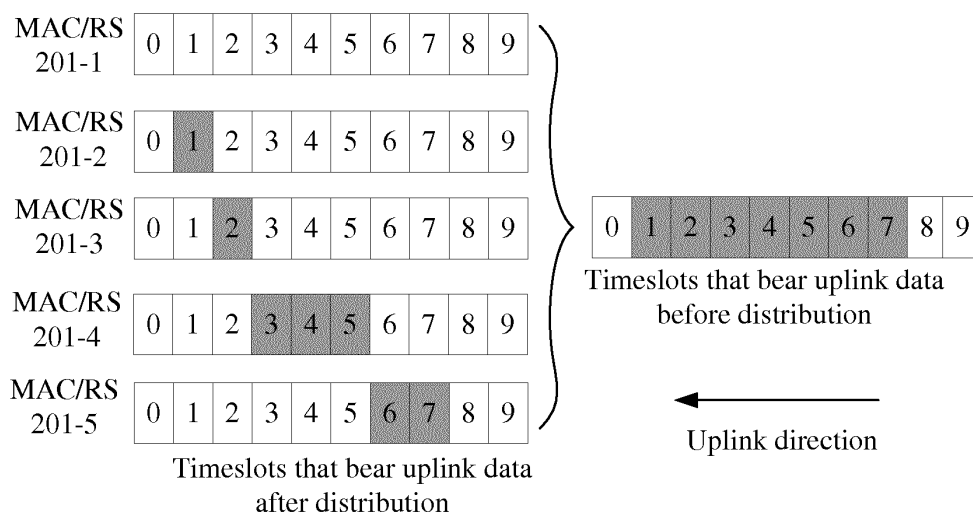 MAC/RS
201-1
0 1 2 3 4 5 6 7 8 9
MAC/RS
201-2
0 1 2 3 4 5 6 7 8 9
MAC/RS
201-3
0 1 2 3 4 5 6 7 8 9
MAC/RS
201-4
0 1 2 3 4 5 6 7 8 9
MAC/RS
201-5
0 1 2 3 4 5 6 7 8 9
Timeslots that bear uplink data
after distribution
0 1 2 3 4 5 6 7 8 9
Timeslots that bear uplink data
before distribution
Uplink direction